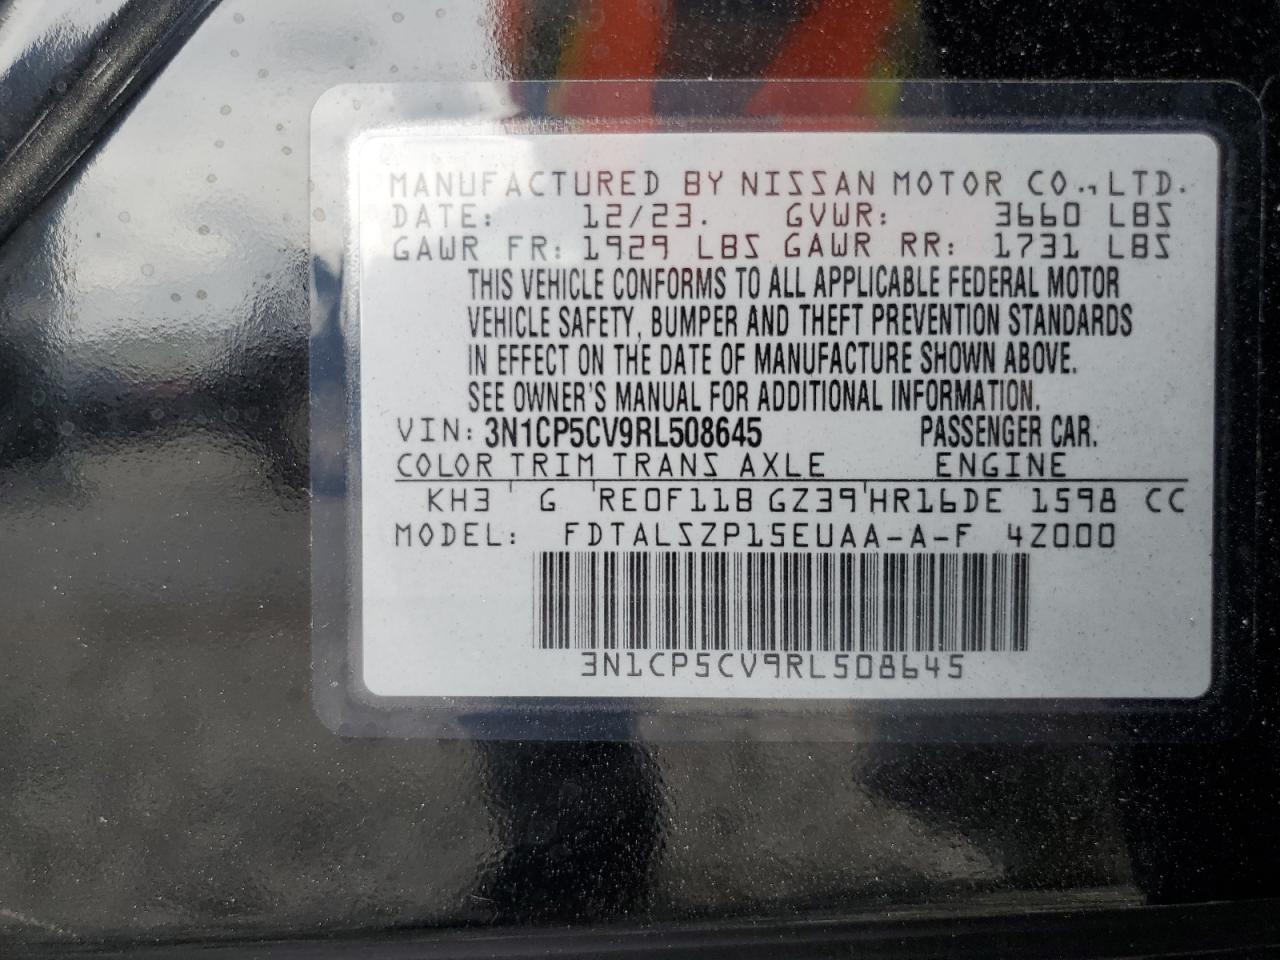 MANUFACTURED BY NISSAN MOTOR CO.,LTD.
DATE: 12/23. GVWR: 3660 LBS
GAWR FR: 1929 LBS GAWR RR: 1731 LBS
THIS VEHICLE CONFORMS TO ALL APPLICABLE FEDERAL MOTOR
VEHICLE SAFETY, BUMPER AND THEFT PREVENTION STANDARDS
IN EFFECT ON THE DATE OF MANUFACTURE SHOWN ABOVE.
SEE OWNER'S MANUAL FOR ADDITIONAL INFORMATION.
VIN: 3N1CP5CV9RL508645 PASSENGER CAR.
COLOR TRIM TRANS AXLE ENGINE
KH3 G RE0F11B GZ39 HR16DE 1598 CC
MODEL: FDTALSZP15EUAA-A-F 4Z000
3N1CP5CV9RL508645